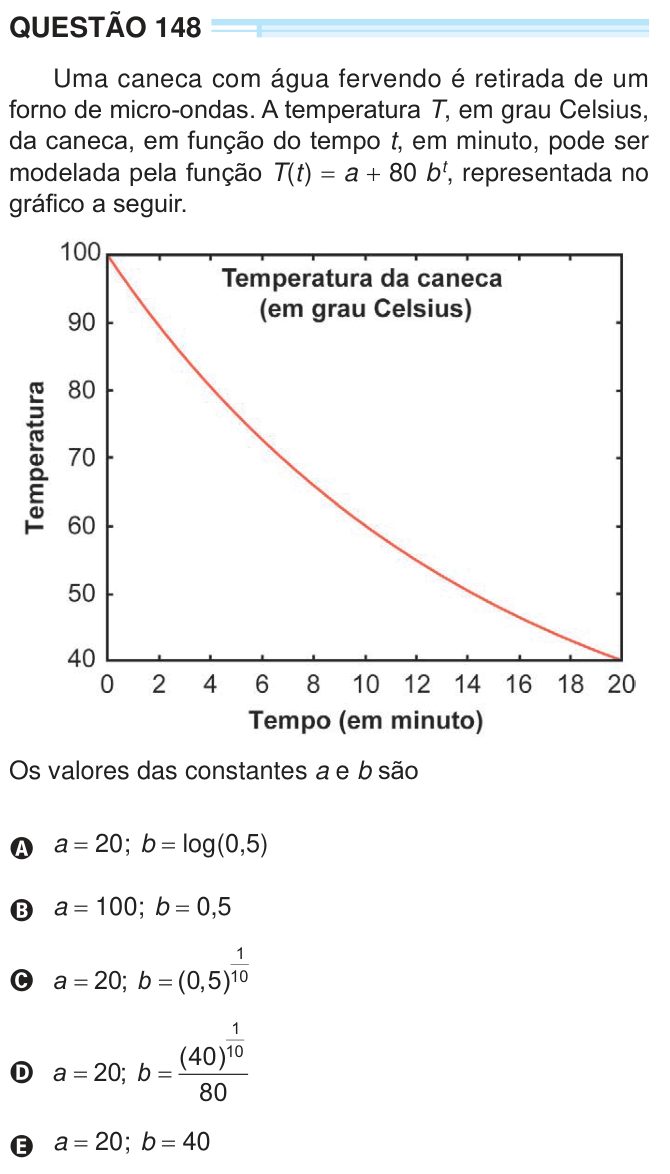 QUESTÃO 148
Uma caneca com água fervendo é retirada de um
forno de micro-ondas. A temperatura T, em grau Celsius,
da caneca, em função do tempo t, em minuto, pode ser
modelada pela função T(t) = a + 80 bᵗ, representada no
gráfico a seguir.
Temperatura da caneca
(em grau Celsius)
Temperatura
100
90
80
70
60
50
40
0 2 4 6 8 10 12 14 16 18 20
Tempo (em minuto)
Os valores das constantes a e b são
A a = 20; b = log(0,5)
B a = 100; b = 0,5
C a = 20; b = (0,5)^(1/10)
D a = 20; b = (40)^(1/10)/80
E a = 20; b = 40